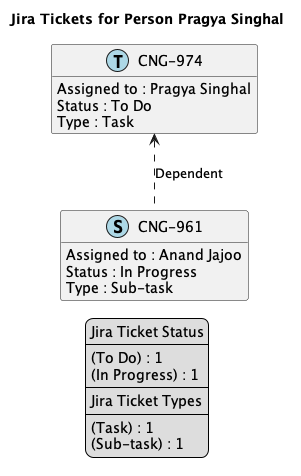 Jira Tickets for Person Pragya Singhal
T CNG-974
Assigned to : Pragya Singhal
Status : To Do
Type : Task
Dependent
S CNG-961
Assigned to : Anand Jajoo
Status : In Progress
Type : Sub-task
Jira Ticket Status
(To Do) : 1
(In Progress) : 1
Jira Ticket Types
(Task) : 1
(Sub-task) : 1